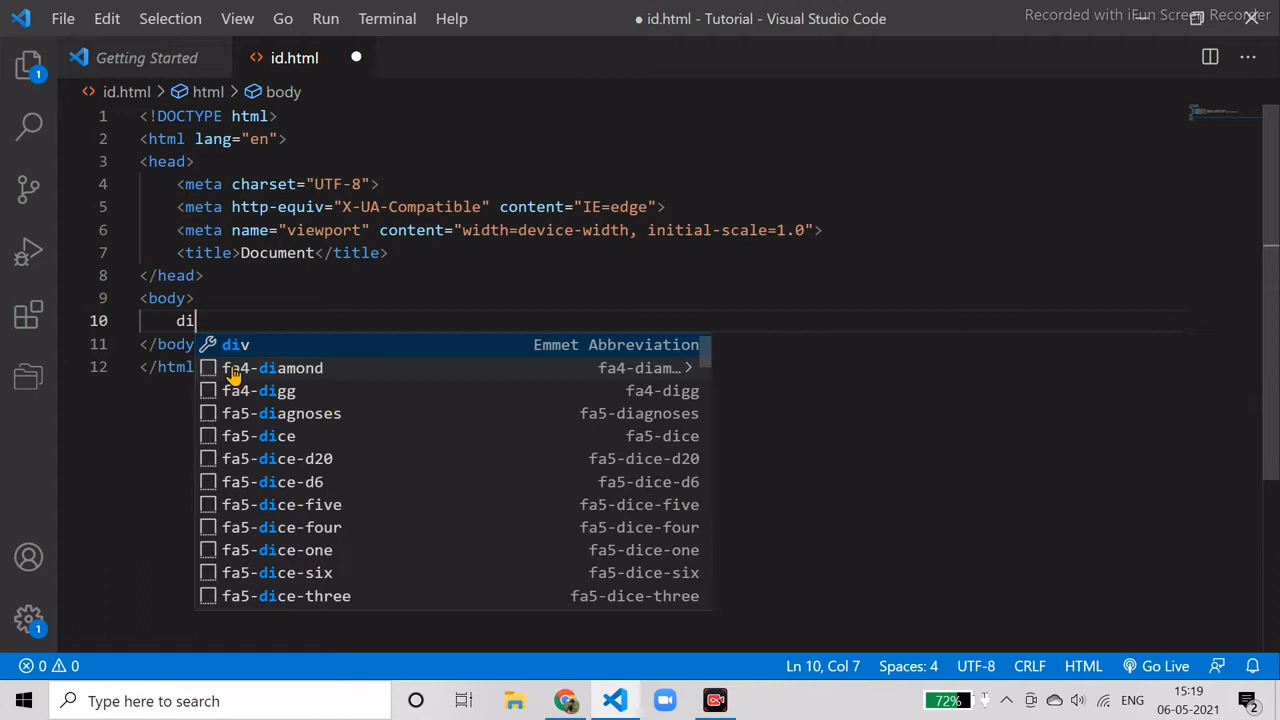 File Edit Selection View Go Run Terminal Help ● id.html - Tutorial - Visual Studio Code
Recorded with iFun Screen Recorder
Getting Started id.html
id.html > html > body
1 <!DOCTYPE html>
2 <html lang="en">
3 <head>
4 <meta charset="UTF-8">
5 <meta http-equiv="X-UA-Compatible" content="IE=edge">
6 <meta name="viewport" content="width=device-width, initial-scale=1.0">
7 <title>Document</title>
8 </head>
9 <body>
10 di
11 </body
12 </html
div Emmet Abbreviation
fa4-diamond fa4-diam… >
fa4-digg fa4-digg
fa5-diagnoses fa5-diagnoses
fa5-dice fa5-dice
fa5-dice-d20 fa5-dice-d20
fa5-dice-d6 fa5-dice-d6
fa5-dice-five fa5-dice-five
fa5-dice-four fa5-dice-four
fa5-dice-one fa5-dice-one
fa5-dice-six fa5-dice-six
fa5-dice-three fa5-dice-three
1
1
0 0 Ln 10, Col 7 Spaces: 4 UTF-8 CRLF HTML Go Live
Type here to search 72% ENG 15:19
06-05-2021 2